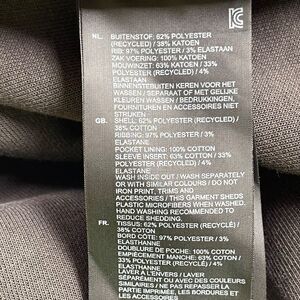 NL. BUITENSTOF: 62% POLYESTER
(RECYCLED) / 38% KATOEN
RIB: 97% POLYESTER / 3% ELASTAAN
ZAK VOERING: 100% KATOEN
MOUWINZET: 63% KATOEN / 33%
POLYESTER (RECYCLED) / 4%
ELASTAAN
BINNENSTEBUITEN KEREN VOOR HET
WASSEN / SEPARAAT OF MET GELIJKE
KLEUREN WASSEN / BEDRUKKINGEN,
FOURNITUREN EN ACCESSOIRES NIET
STRIJKEN
GB. SHELL: 62% POLYESTER (RECYCLED) /
38% COTTON
RIBBING: 97% POLYESTER / 3%
ELASTANE
POCKET LINING: 100% COTTON
SLEEVE INSERT: 63% COTTON / 33%
POLYESTER (RECYCLED) / 4%
ELASTANE
WASH INSIDE OUT / WASH SEPARATELY
OR WITH SIMILAR COLOURS / DO NOT
IRON PRINT, TRIMS AND
ACCESSORIES / THIS GARMENT SHEDS
PLASTIC MICROFIBERS WHEN WASHED.
HAND WASHING RECOMMENDED TO
REDUCE SHEDDING.
FR. TISSUS: 62% POLYESTER (RECYCLÉ) /
38% COTON
BORD CÔTE: 97% POLYESTER / 3%
ELASTHANNE
DOUBLURE DE POCHE: 100% COTON
EMPIÈCEMENT MANCHE: 63% COTON /
33% POLYESTER (RECYCLÉ) / 4%
ELASTHANNE
LAVER À L'ENVERS / LAVER
SÉPARÉMENT OU AVEC DES COULEURS
SIMILAIRES / NE PAS REPASSER LA
PARTIE IMPRIMÉE, LES BORDURES ET
LES ACCESSOIRES